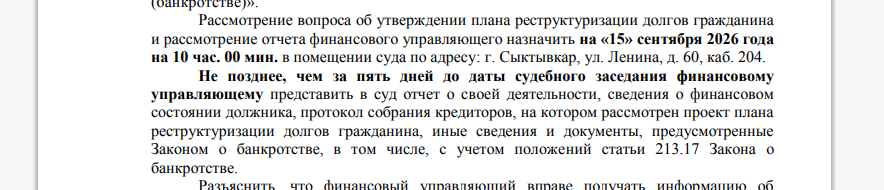 (банкротстве)».
Рассмотрение вопроса об утверждении плана реструктуризации долгов гражданина
и рассмотрение отчета финансового управляющего назначить на «15» сентября 2026 года
на 10 час. 00 мин. в помещении суда по адресу: г. Сыктывкар, ул. Ленина, д. 60, каб. 204.
Не позднее, чем за пять дней до даты судебного заседания финансовому
управляющему представить в суд отчет о своей деятельности, сведения о финансовом
состоянии должника, протокол собрания кредиторов, на котором рассмотрен проект плана
реструктуризации долгов гражданина, иные сведения и документы, предусмотренные
Законом о банкротстве, в том числе, с учетом положений статьи 213.17 Закона о
банкротстве.
Разъяснить, что финансовый управляющий вправе получать информацию об